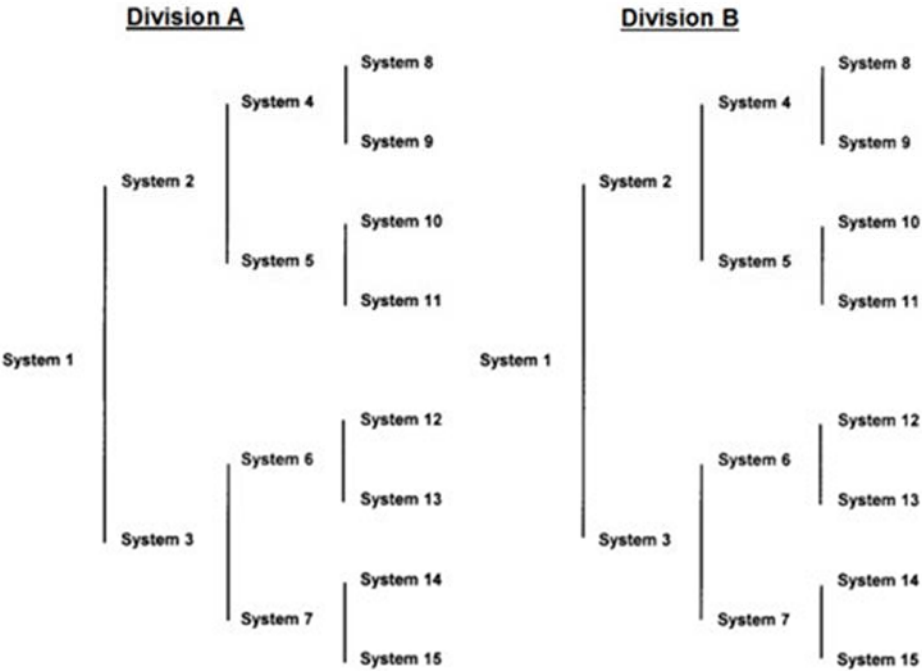 Division A
System 8
System 4
System 9
System 2
System 10
System 5
System 11
System 1
System 12
System 6
System 13
System 3
System 14
System 7
System 15
Division B
System 8
System 4
System 9
System 2
System 10
System 5
System 11
System 1
System 12
System 6
System 13
System 3
System 14
System 7
System 15